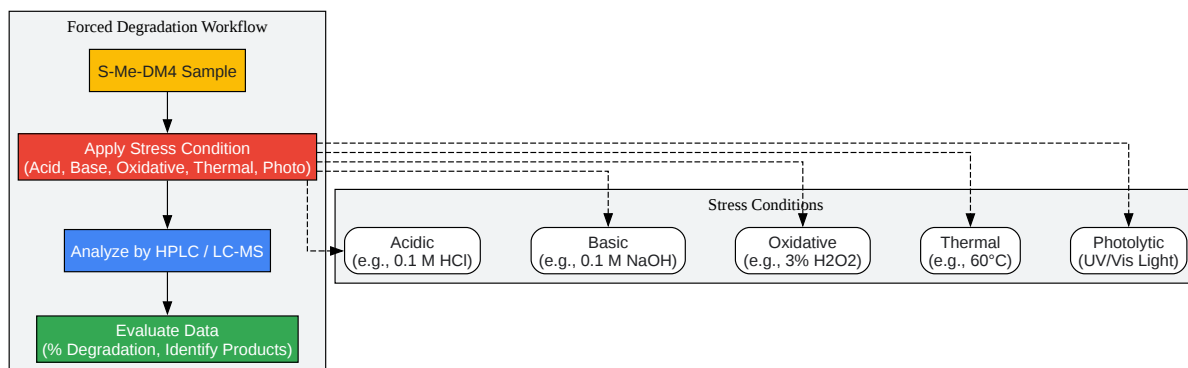 Forced Degradation Workflow
S-Me-DM4 Sample
Apply Stress Condition
(Acid, Base, Oxidative, Thermal, Photo)
Analyze by HPLC / LC-MS
Evaluate Data
(% Degradation, Identify Products)
Stress Conditions
Acidic
(e.g., 0.1 M HCl)
Basic
(e.g., 0.1 M NaOH)
Oxidative
(e.g., 3% H2O2)
Thermal
(e.g., 60°C)
Photolytic
(UV/Vis Light)